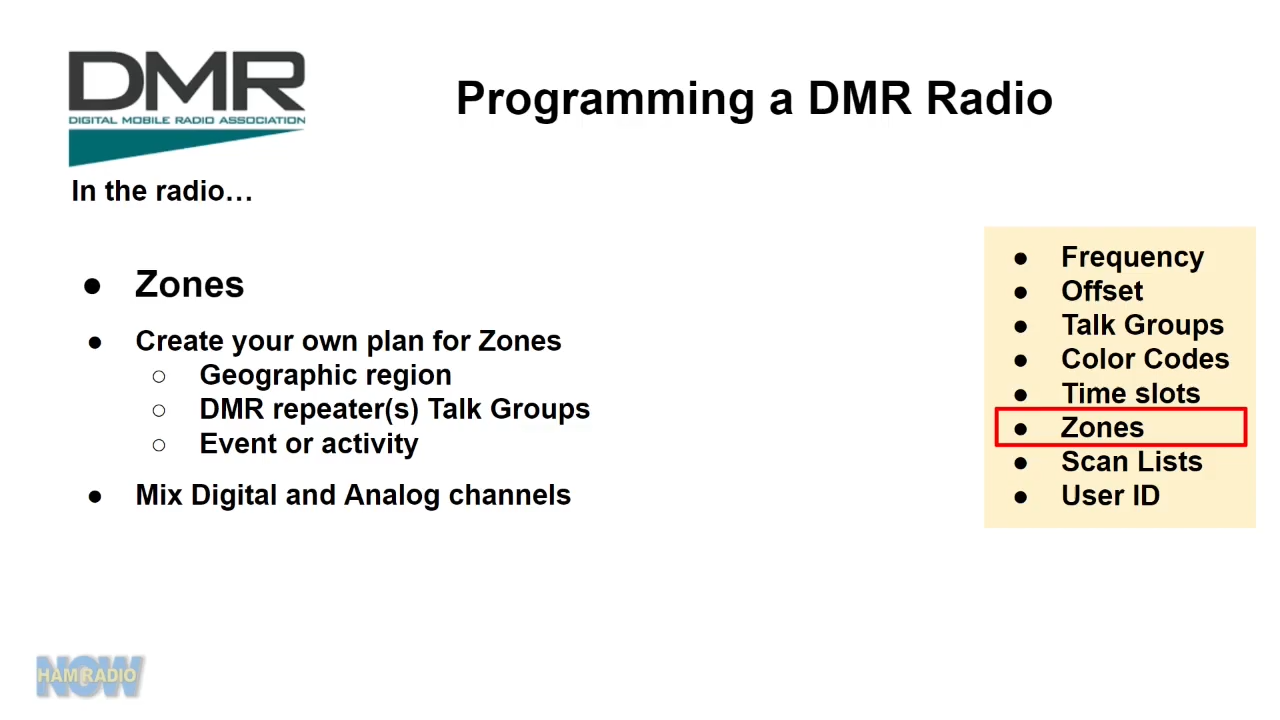 DMR
DIGITAL MOBILE RADIO ASSOCIATION
Programming a DMR Radio
In the radio…
● Zones
● Create your own plan for Zones
○ Geographic region
○ DMR repeater(s) Talk Groups
○ Event or activity
● Mix Digital and Analog channels
● Frequency
● Offset
● Talk Groups
● Color Codes
● Time slots
● Zones
● Scan Lists
● User ID
NOW
HAM RADIO